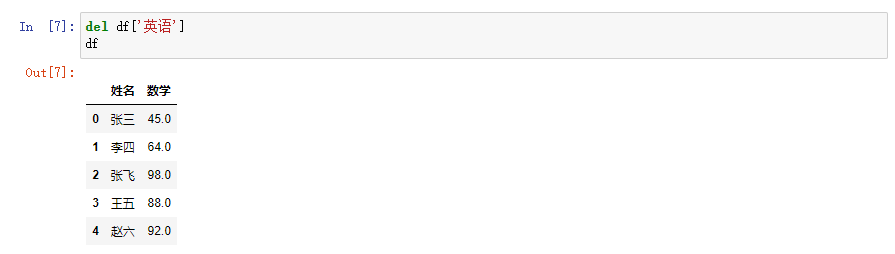 In [7]: del df['英语']
df
Out[7]:
姓名 数学
0 张三 45.0
1 李四 64.0
2 张飞 98.0
3 王五 88.0
4 赵六 92.0